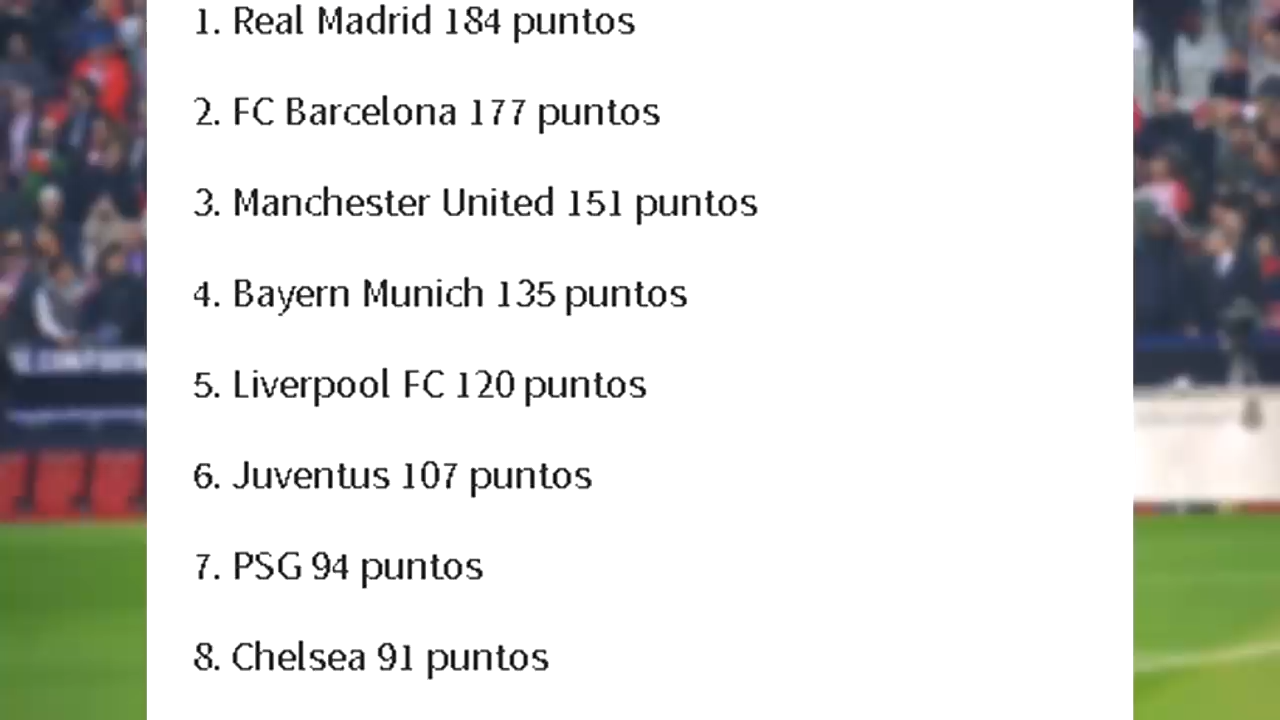 1. Real Madrid 184 puntos
2. FC Barcelona 177 puntos
3. Manchester United 151 puntos
4. Bayern Munich 135 puntos
5. Liverpool FC 120 puntos
6. Juventus 107 puntos
7. PSG 94 puntos
8. Chelsea 91 puntos